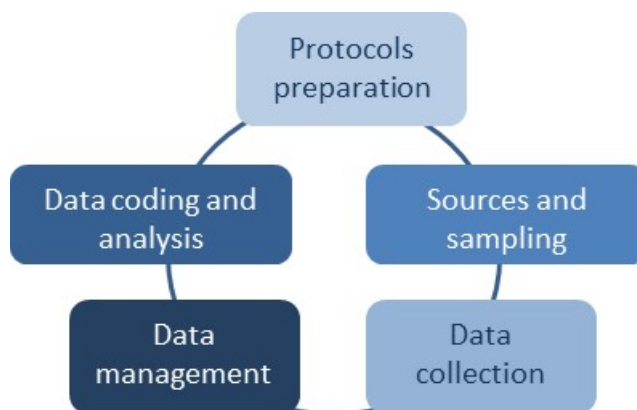 Protocols
preparation
Sources and
sampling
Data
collection
Data
management
Data coding and
analysis